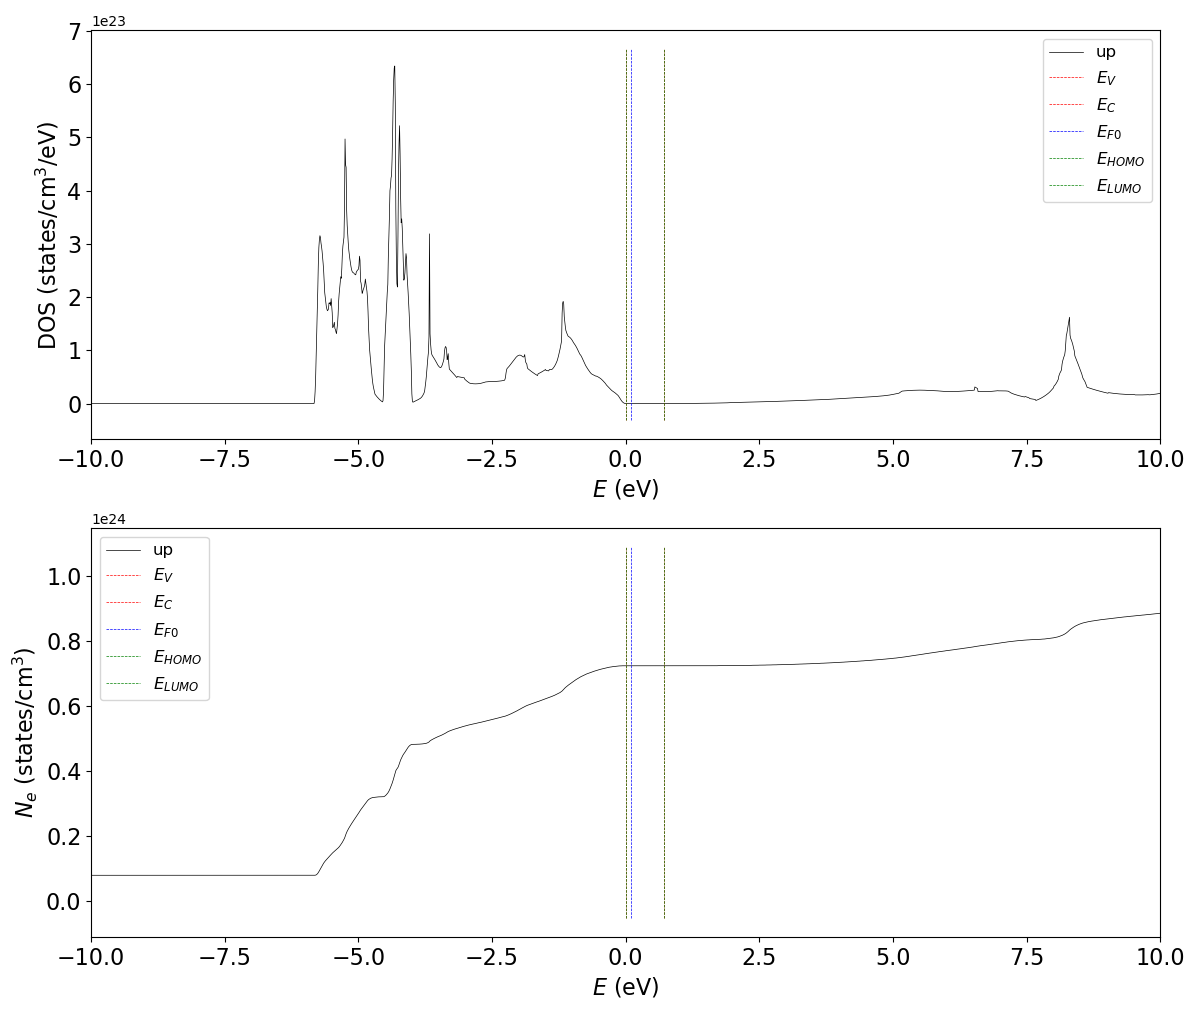 1e23
7
6
5
4
3
2
1
0
DOS (states/cm³/eV)
up
E_V
E_C
E_F0
E_HOMO
E_LUMO
−10.0 −7.5 −5.0 −2.5 0.0 2.5 5.0 7.5 10.0
E (eV)
1e24
1.0
0.8
0.6
0.4
0.2
0.0
N_e (states/cm³)
up
E_V
E_C
E_F0
E_HOMO
E_LUMO
−10.0 −7.5 −5.0 −2.5 0.0 2.5 5.0 7.5 10.0
E (eV)